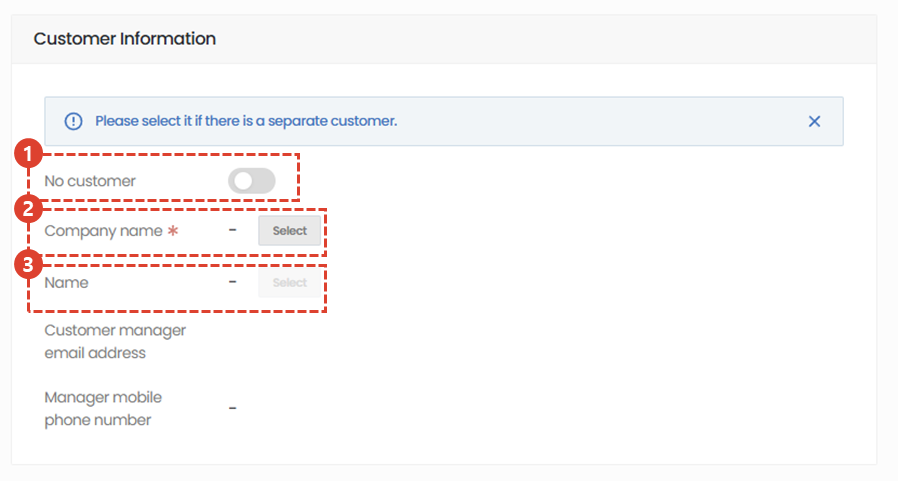 Customer Information
Please select it if there is a separate customer.
1
No customer
2
Company name * - Select
3
Name - Select
Customer manager
email address
Manager mobile
phone number -